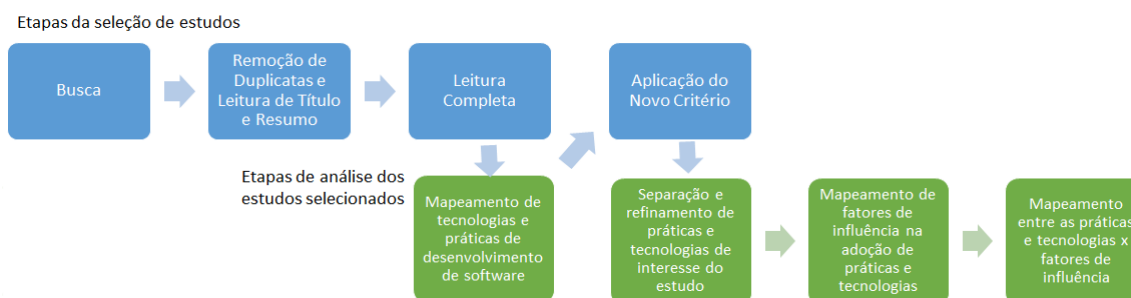 Etapas da seleção de estudos
Busca
Remoção de
Duplicatas e
Leitura de Título
e Resumo
Leitura
Completa
Aplicação do
Novo Critério
Etapas de análise dos
estudos selecionados
Mapeamento de
tecnologias e
práticas de
desenvolvimento
de software
Separação e
refinamento de
práticas e
tecnologias de
interesse do
estudo
Mapeamento de
fatores de
influência na
adoção de
práticas e
tecnologias
Mapeamento
entre as práticas
e tecnologias x
fatores de
influência